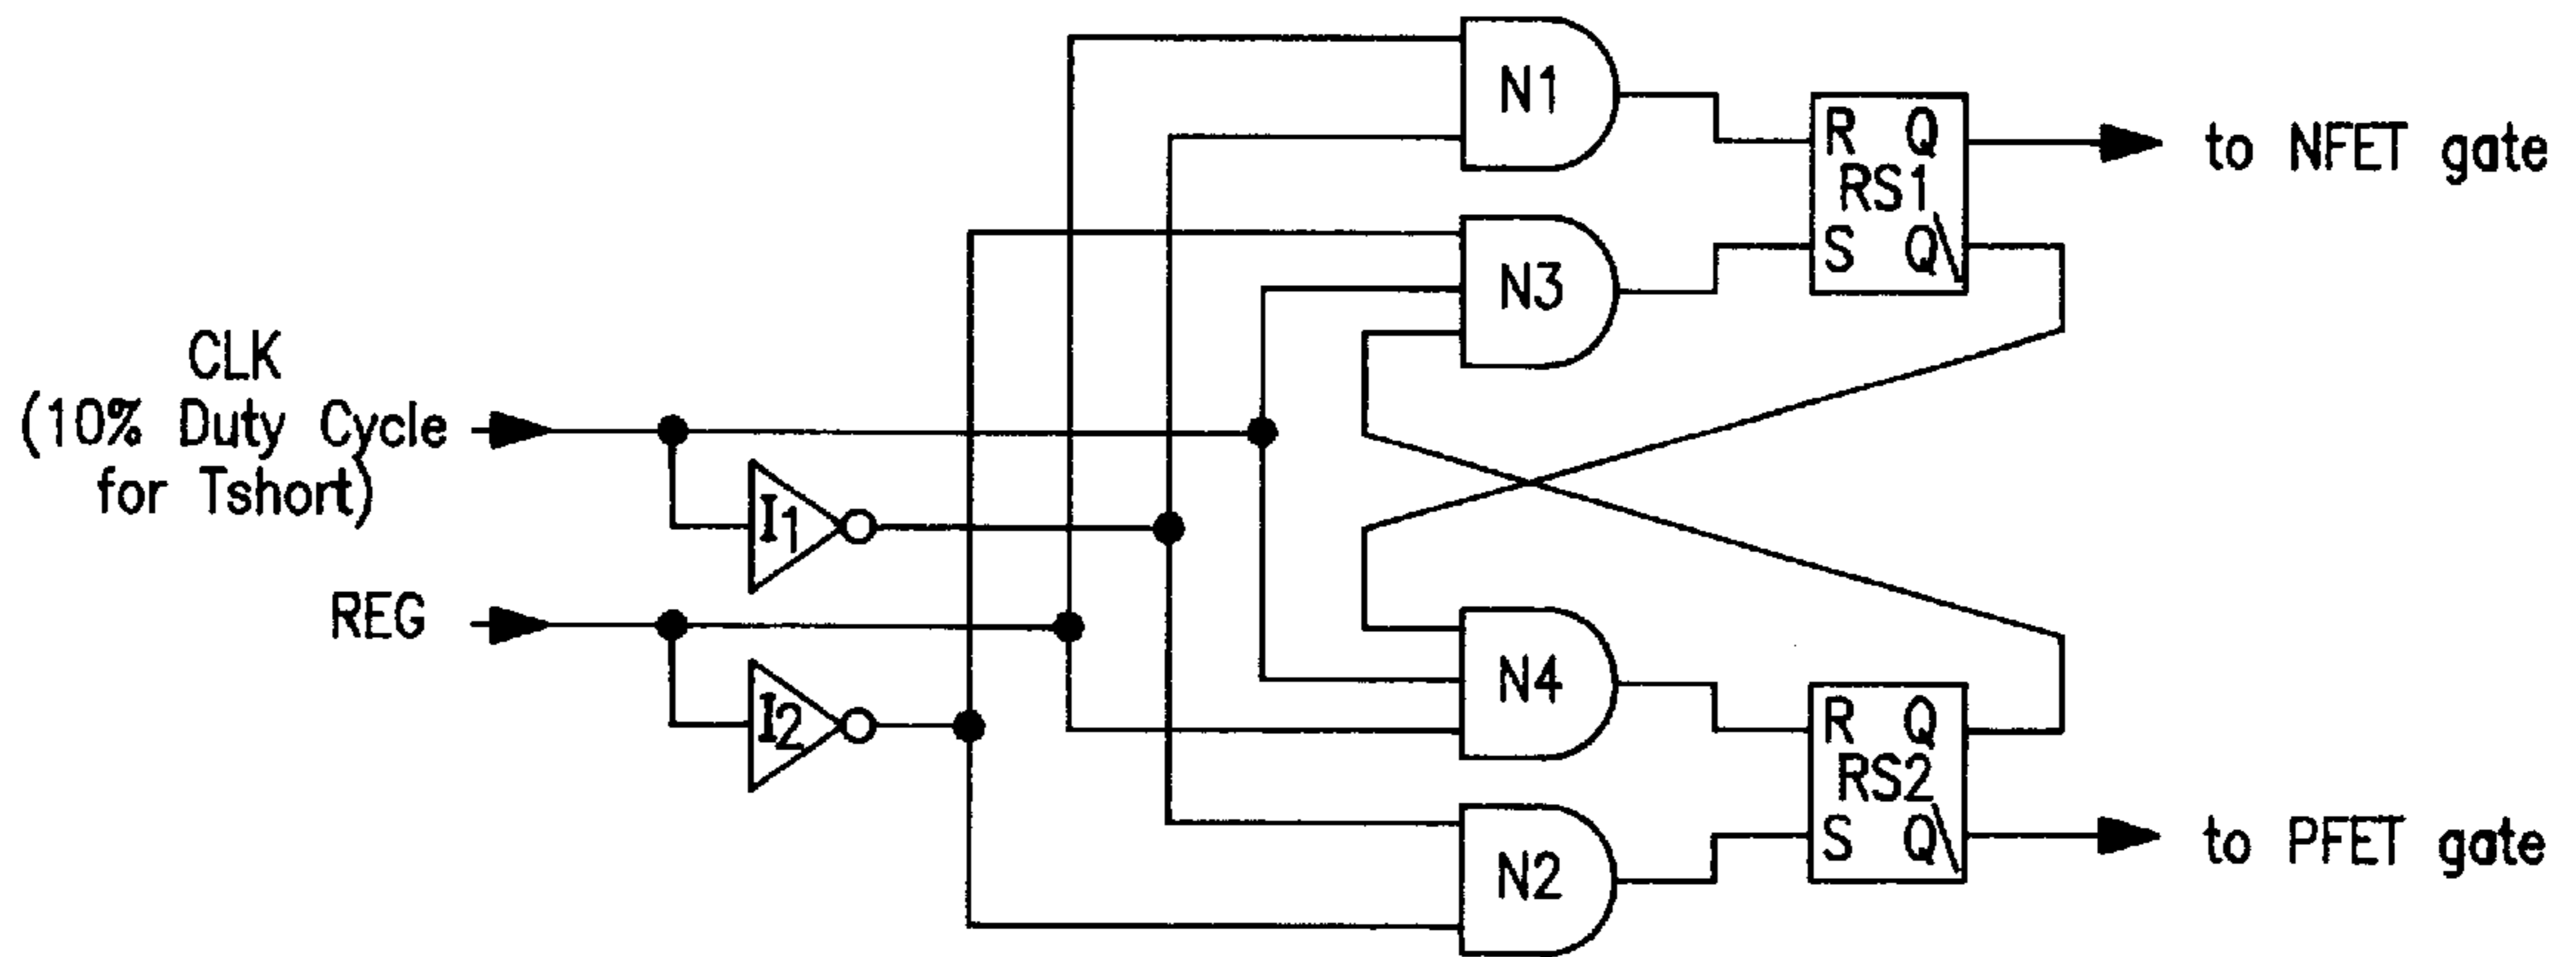 N1
R Q
RS1
S Q\
to NFET gate
N3
CLK
(10% Duty Cycle
for Tshort)
I1
REG
I2
N4
R Q
RS2
S Q\
to PFET gate
N2